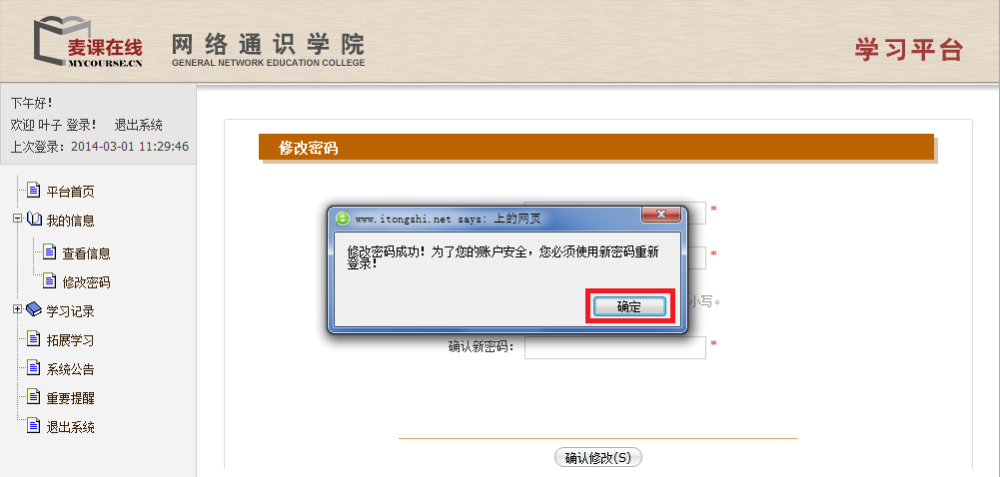 麦课在线
MYCOURSE.CN
网络通识学院
GENERAL NETWORK EDUCATION COLLEGE
学习平台
下午好!
欢迎 叶子 登录! 退出系统
上次登录：2014-03-01 11:29:46
平台首页
我的信息
查看信息
修改密码
学习记录
拓展学习
系统公告
重要提醒
退出系统
修改密码
*
www.itongshi.net says: 上的网页
修改密码成功！为了您的账户安全，您必须使用新密码重新
登录！
*
确定
小写。
确认新密码： *
确认修改(S)